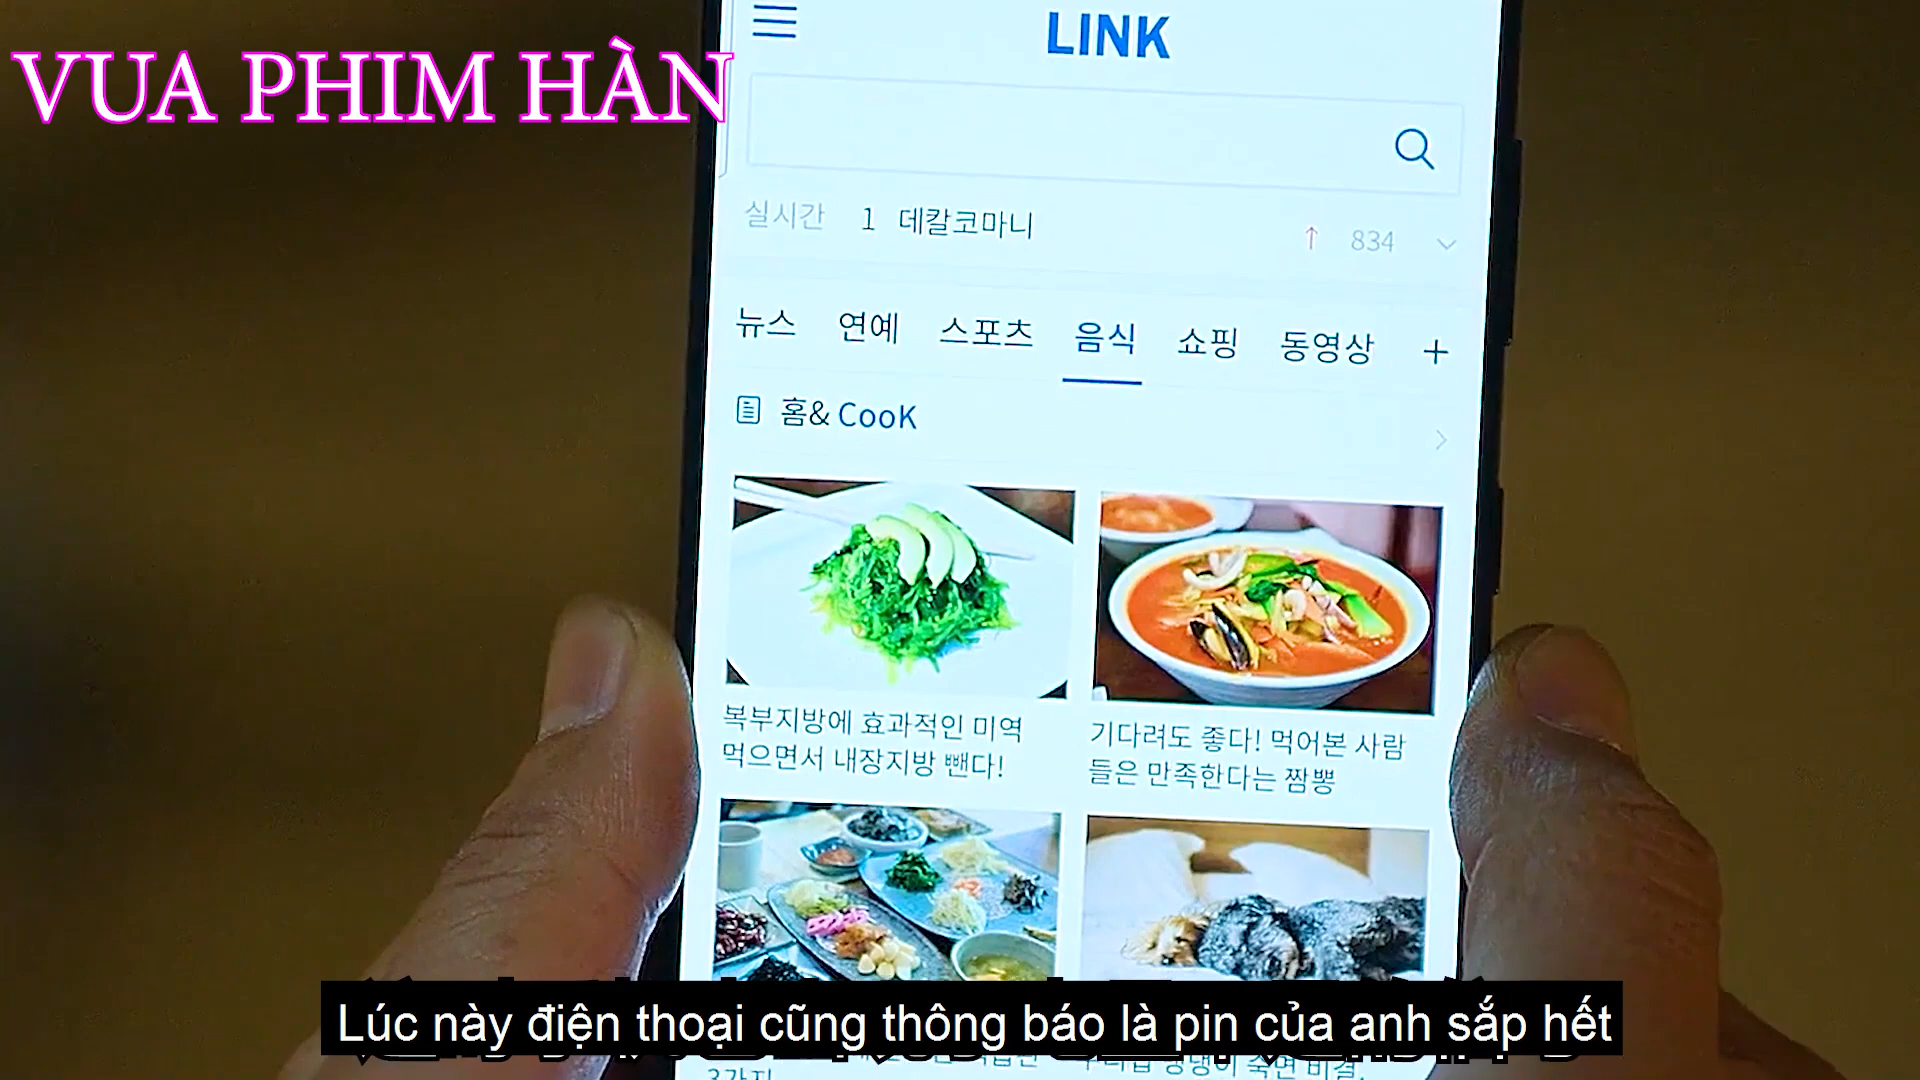 VUA PHIM HÀN
LINK
실시간 1 데칼코마니 ↑ 834
뉴스 연예 스포츠 음식 쇼핑 동영상 +
홈& CooK
복부지방에 효과적인 미역
먹으면서 내장지방 뺀다!
기다려도 좋다! 먹어본 사람
들은 만족한다는 짬뽕
Lúc này điện thoại cũng thông báo là pin của anh sắp hết
3가지